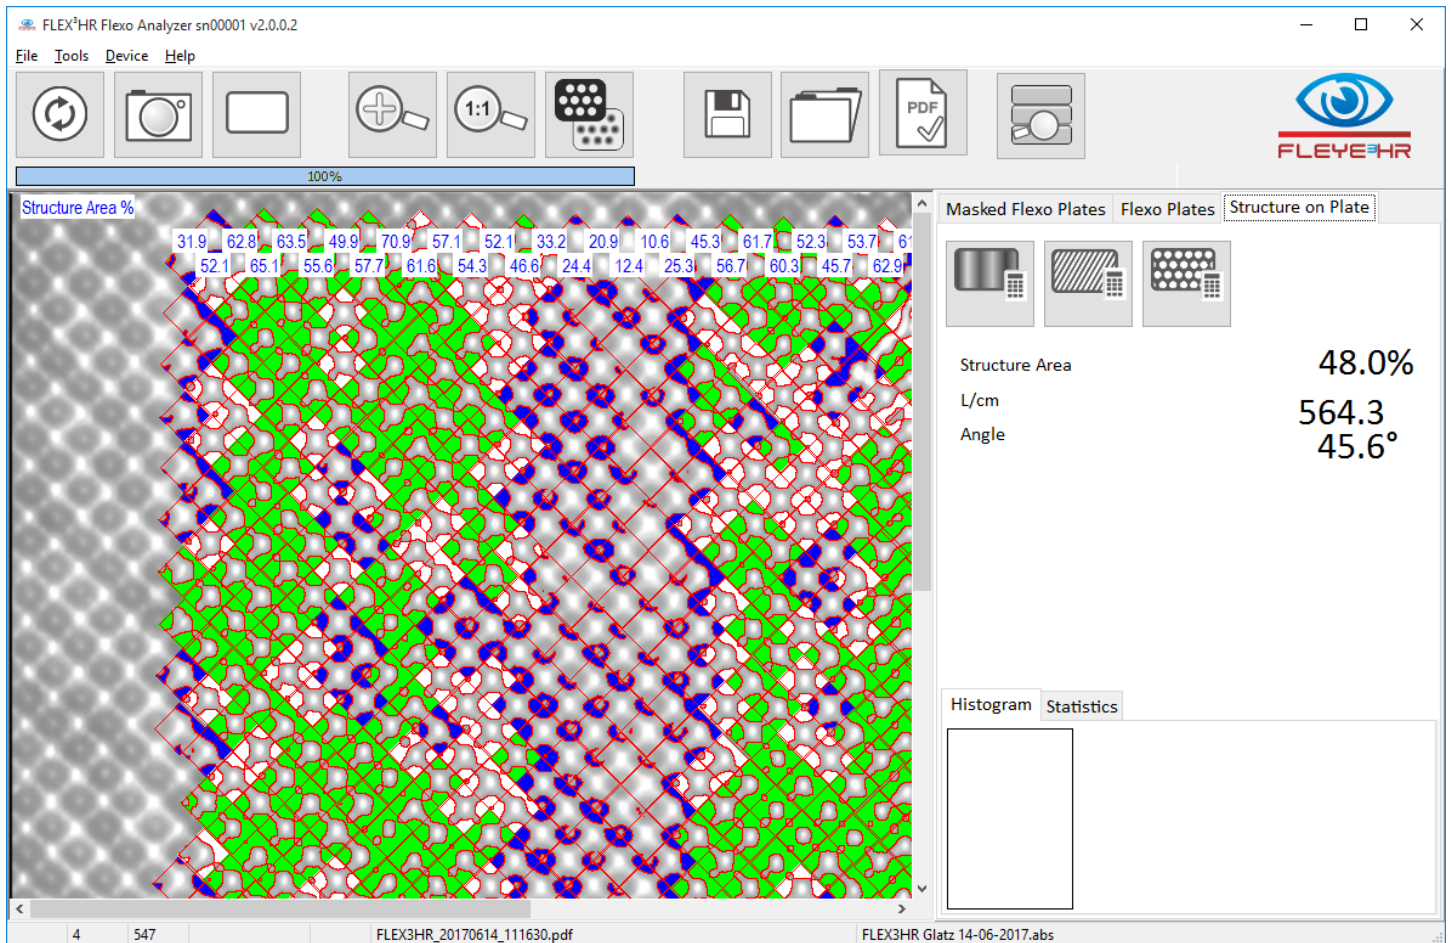 FLEX³HR Flexo Analyzer sn00001 v2.0.0.2
File Tools Device Help
1:1
PDF
FLEYE³HR
100%
Structure Area %
31.9 62.8 63.5 49.9 70.9 57.1 52.1 33.2 20.9 10.6 45.3 61.7 52.3 53.7 61
52.1 65.1 55.6 57.7 61.6 54.3 46.6 24.4 12.4 25.3 56.7 60.3 45.7 62.9
Masked Flexo Plates Flexo Plates Structure on Plate
Structure Area 48.0%
L/cm 564.3
Angle 45.6°
Histogram Statistics
4 547 FLEX3HR_20170614_111630.pdf FLEX3HR Glatz 14-06-2017.abs